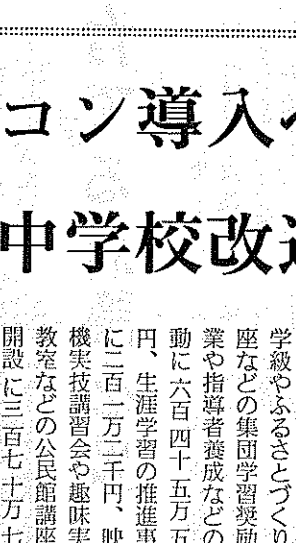 コン導入へ
中学校改造
学級やふるさとづくり
座などの集団学習奨励
業や指導者養成などの
動に六百四十五万五
円、生涯学習の推進事
に二百一万二千円、映
機実技講習会や趣味実
教室などの公民館講座
開設に三百七十万七